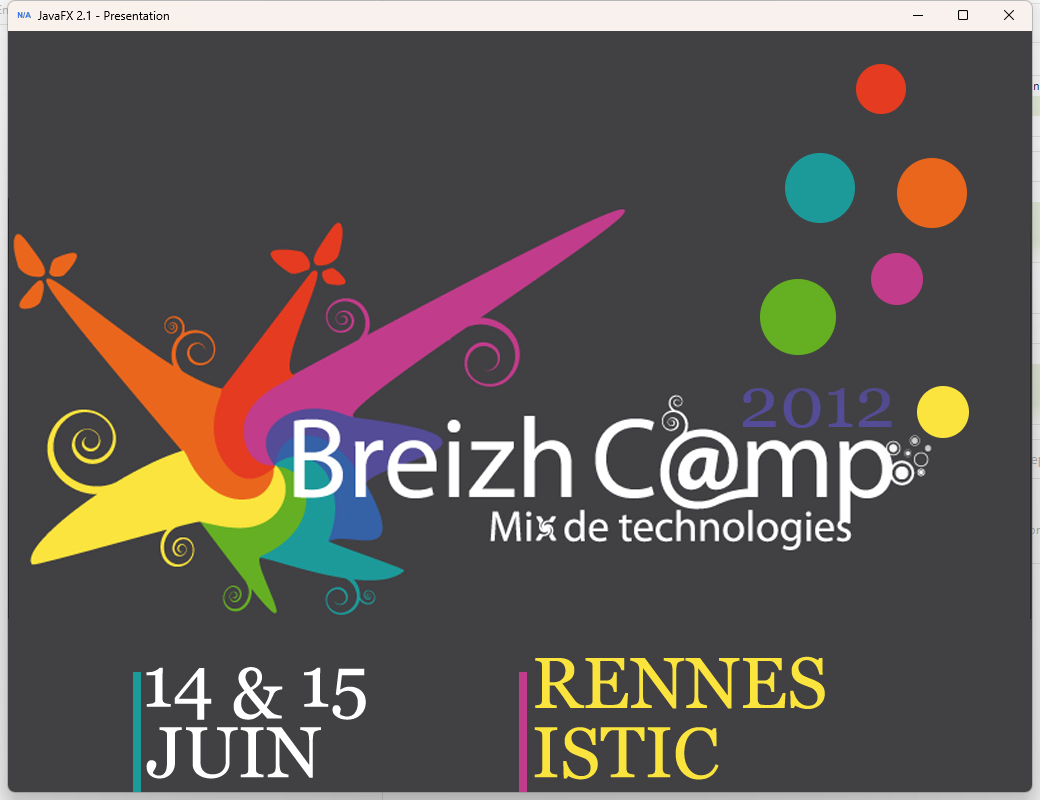 N/A JavaFX 2.1 - Presentation
2012
Breizh C@mp
Mix de technologies
14 & 15
JUIN
RENNES
ISTIC